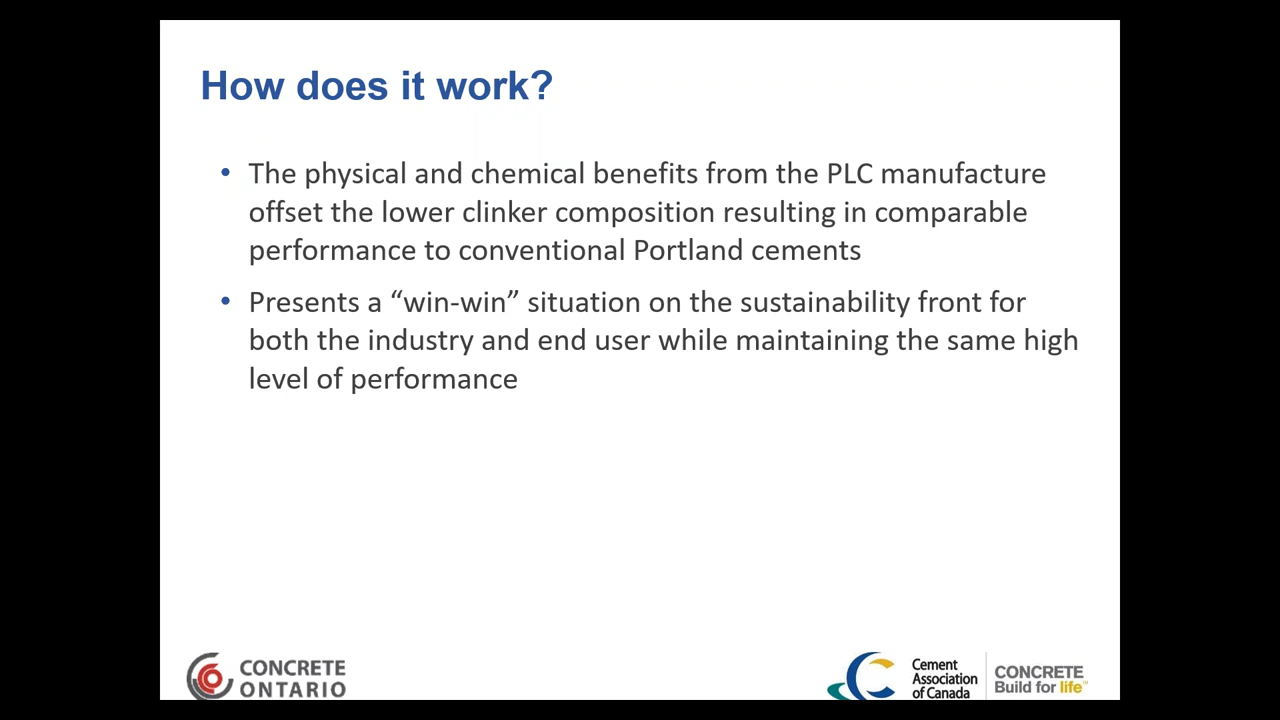 How does it work?
• The physical and chemical benefits from the PLC manufacture
offset the lower clinker composition resulting in comparable
performance to conventional Portland cements
• Presents a “win-win” situation on the sustainability front for
both the industry and end user while maintaining the same high
level of performance
CONCRETE
ONTARIO
Cement
Association
of Canada
CONCRETE
Build for life™